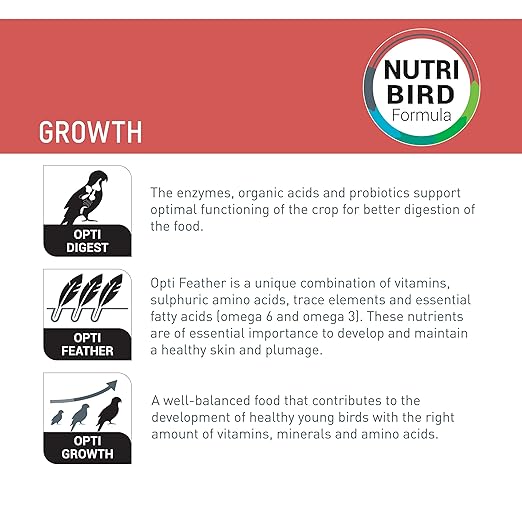 NUTRI
BIRD
Formula
GROWTH
OPTI
DIGEST
The enzymes, organic acids and probiotics support
optimal functioning of the crop for better digestion of
the food.
OPTI
FEATHER
Opti Feather is a unique combination of vitamins,
sulphuric amino acids, trace elements and essential
fatty acids (omega 6 and omega 3). These nutrients
are of essential importance to develop and maintain
a healthy skin and plumage.
OPTI
GROWTH
A well-balanced food that contributes to the
development of healthy young birds with the right
amount of vitamins, minerals and amino acids.